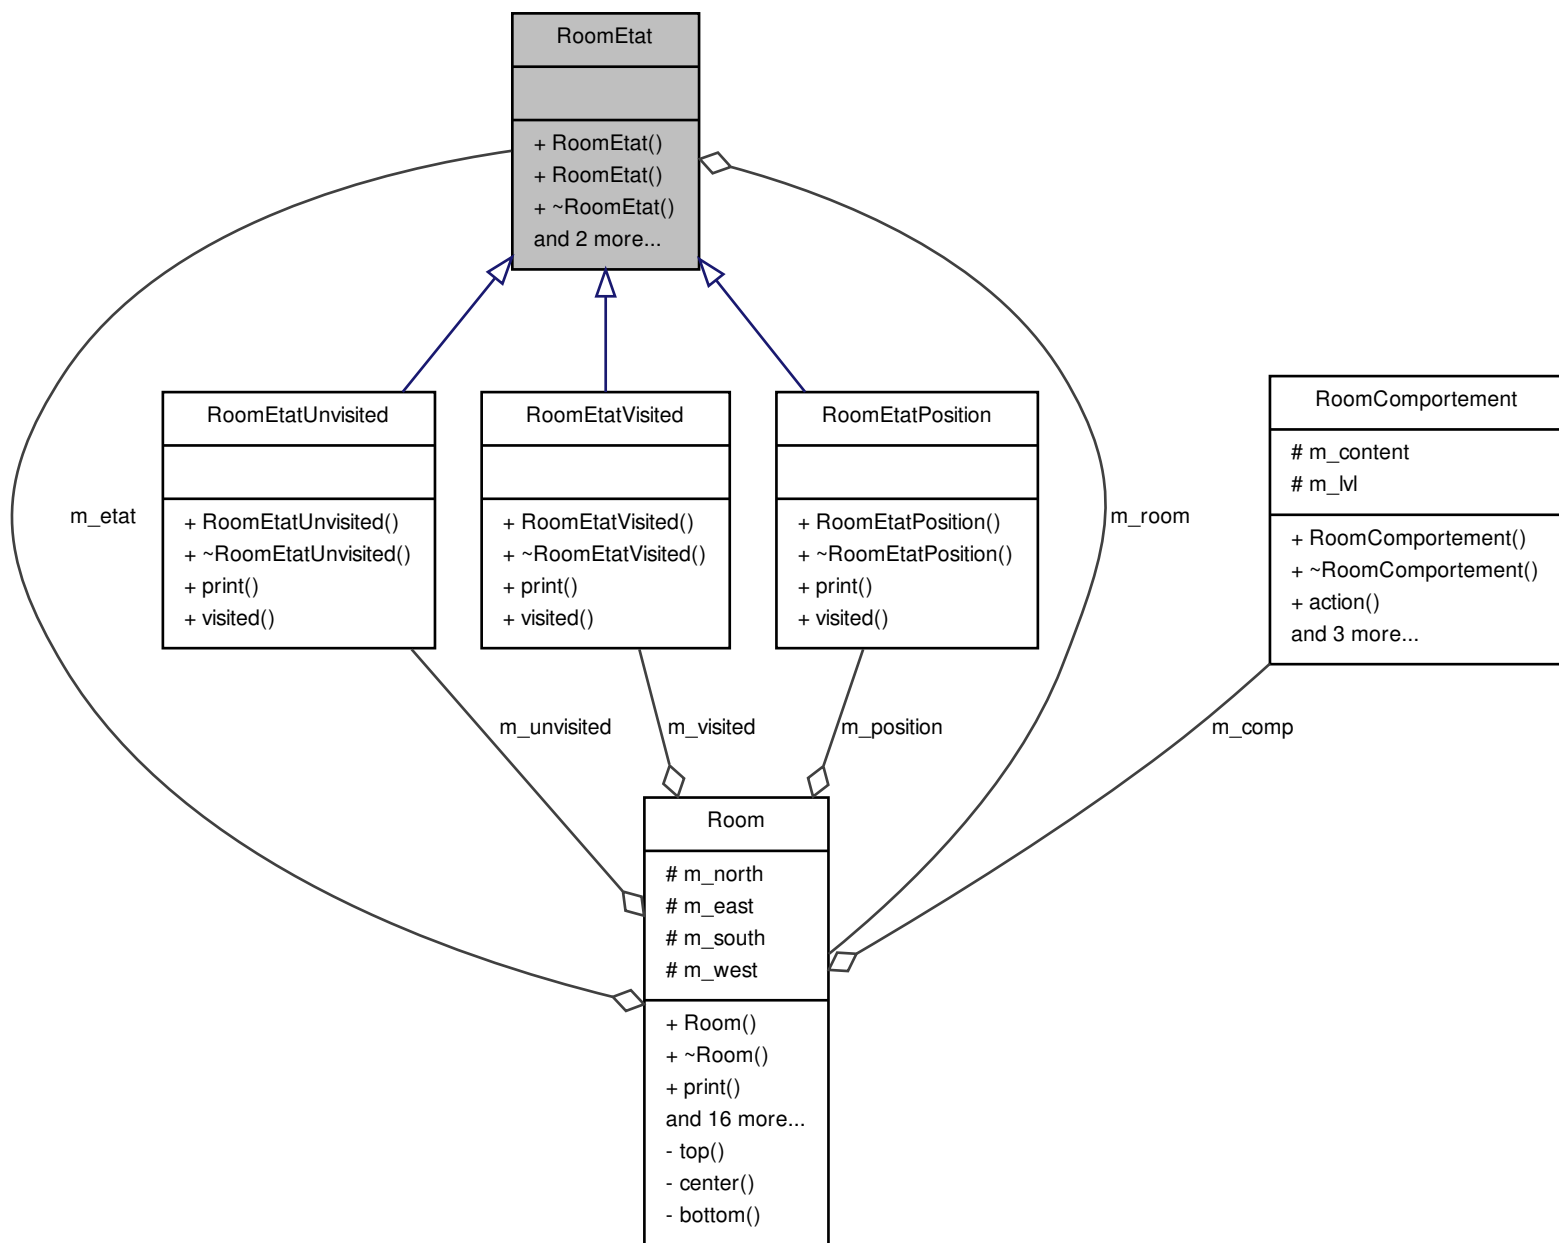 RoomEtat
+ RoomEtat()
+ RoomEtat()
+ ~RoomEtat()
and 2 more...
RoomEtatUnvisited
+ RoomEtatUnvisited()
+ ~RoomEtatUnvisited()
+ print()
+ visited()
RoomEtatVisited
+ RoomEtatVisited()
+ ~RoomEtatVisited()
+ print()
+ visited()
RoomEtatPosition
+ RoomEtatPosition()
+ ~RoomEtatPosition()
+ print()
+ visited()
RoomComportement
# m_content
# m_lvl
+ RoomComportement()
+ ~RoomComportement()
+ action()
and 3 more...
m_etat
m_room
m_unvisited
m_visited
m_position
m_comp
Room
# m_north
# m_east
# m_south
# m_west
+ Room()
+ ~Room()
+ print()
and 16 more...
- top()
- center()
- bottom()